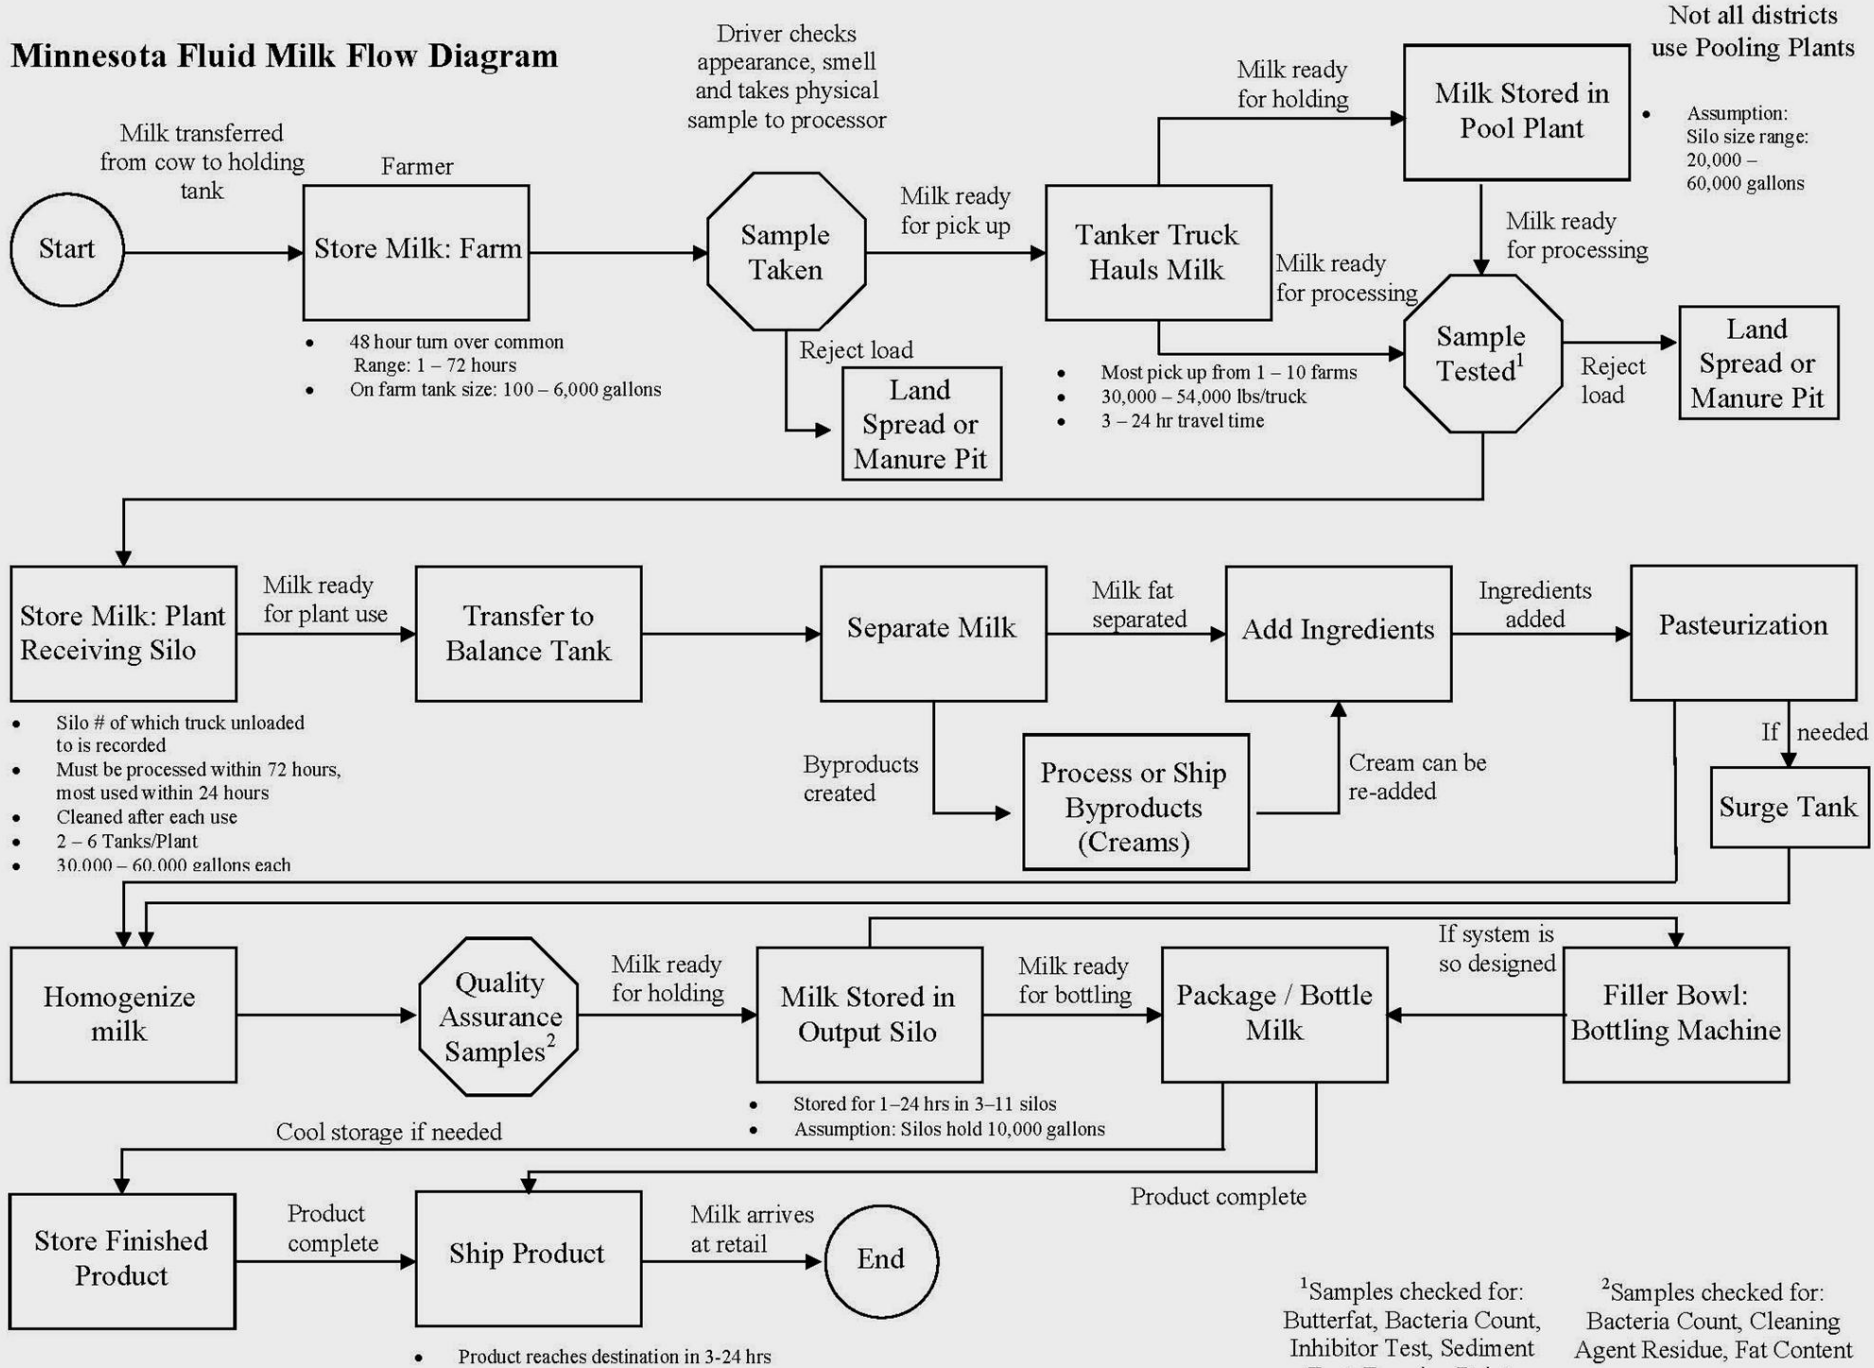 Minnesota Fluid Milk Flow Diagram
Driver checks
appearance, smell
and takes physical
sample to processor
Not all districts
use Pooling Plants
Milk ready
for holding
Milk Stored in
Pool Plant
• Assumption:
Silo size range:
20,000 –
60,000 gallons
Milk transferred
from cow to holding
tank
Farmer
Start
Store Milk: Farm
Sample
Taken
Milk ready
for pick up
Tanker Truck
Hauls Milk
Milk ready
for processing
Milk ready
for processing
Sample
Tested1
Reject
load
Land
Spread or
Manure Pit
• 48 hour turn over common
Range: 1 – 72 hours
• On farm tank size: 100 – 6,000 gallons
Reject load
Land
Spread or
Manure Pit
• Most pick up from 1 – 10 farms
• 30,000 – 54,000 lbs/truck
• 3 – 24 hr travel time
Store Milk: Plant
Receiving Silo
Milk ready
for plant use
Transfer to
Balance Tank
Separate Milk
Milk fat
separated
Add Ingredients
Ingredients
added
Pasteurization
• Silo # of which truck unloaded
to is recorded
• Must be processed within 72 hours,
most used within 24 hours
• Cleaned after each use
• 2 – 6 Tanks/Plant
• 30,000 – 60,000 gallons each
Byproducts
created
Process or Ship
Byproducts
(Creams)
Cream can be
re-added
If needed
Surge Tank
Homogenize
milk
Quality
Assurance
Samples2
Milk ready
for holding
Milk Stored in
Output Silo
Milk ready
for bottling
Package / Bottle
Milk
If system is
so designed
Filler Bowl:
Bottling Machine
• Stored for 1–24 hrs in 3–11 silos
• Assumption: Silos hold 10,000 gallons
Cool storage if needed
Product complete
Store Finished
Product
Product
complete
Ship Product
Milk arrives
at retail
End
• Product reaches destination in 3-24 hrs
1Samples checked for:
Butterfat, Bacteria Count,
Inhibitor Test, Sediment
2Samples checked for:
Bacteria Count, Cleaning
Agent Residue, Fat Content